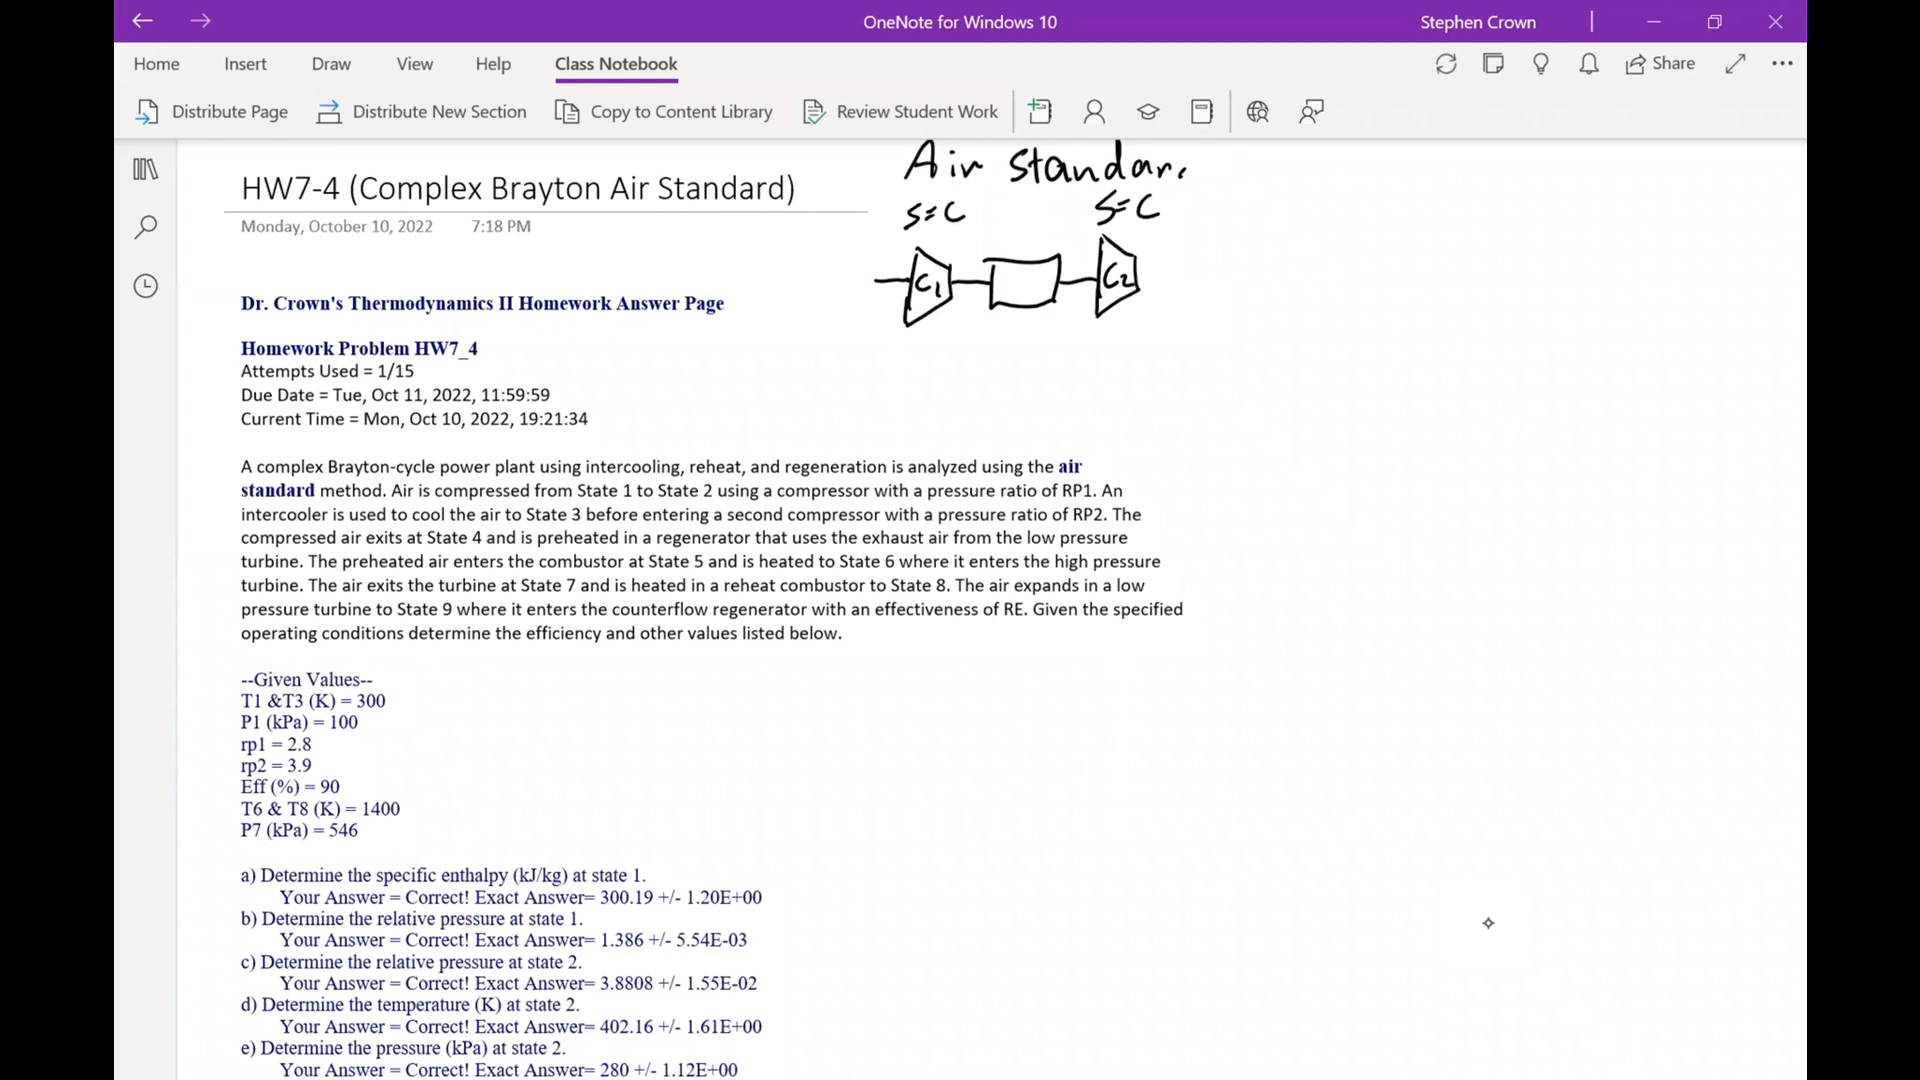 OneNote for Windows 10
Stephen Crown
Home Insert Draw View Help Class Notebook
Share
Distribute Page Distribute New Section Copy to Content Library Review Student Work
Air Standar
HW7-4 (Complex Brayton Air Standard)
S=C S=C
Monday, October 10, 2022 7:18 PM
C1 C2
Dr. Crown's Thermodynamics II Homework Answer Page
Homework Problem HW7_4
Attempts Used = 1/15
Due Date = Tue, Oct 11, 2022, 11:59:59
Current Time = Mon, Oct 10, 2022, 19:21:34
A complex Brayton-cycle power plant using intercooling, reheat, and regeneration is analyzed using the air
standard method. Air is compressed from State 1 to State 2 using a compressor with a pressure ratio of RP1. An
intercooler is used to cool the air to State 3 before entering a second compressor with a pressure ratio of RP2. The
compressed air exits at State 4 and is preheated in a regenerator that uses the exhaust air from the low pressure
turbine. The preheated air enters the combustor at State 5 and is heated to State 6 where it enters the high pressure
turbine. The air exits the turbine at State 7 and is heated in a reheat combustor to State 8. The air expands in a low
pressure turbine to State 9 where it enters the counterflow regenerator with an effectiveness of RE. Given the specified
operating conditions determine the efficiency and other values listed below.
--Given Values--
T1 &T3 (K) = 300
P1 (kPa) = 100
rp1 = 2.8
rp2 = 3.9
Eff (%) = 90
T6 & T8 (K) = 1400
P7 (kPa) = 546
a) Determine the specific enthalpy (kJ/kg) at state 1.
Your Answer = Correct! Exact Answer= 300.19 +/- 1.20E+00
b) Determine the relative pressure at state 1.
Your Answer = Correct! Exact Answer= 1.386 +/- 5.54E-03
c) Determine the relative pressure at state 2.
Your Answer = Correct! Exact Answer= 3.8808 +/- 1.55E-02
d) Determine the temperature (K) at state 2.
Your Answer = Correct! Exact Answer= 402.16 +/- 1.61E+00
e) Determine the pressure (kPa) at state 2.
Your Answer = Correct! Exact Answer= 280 +/- 1.12E+00